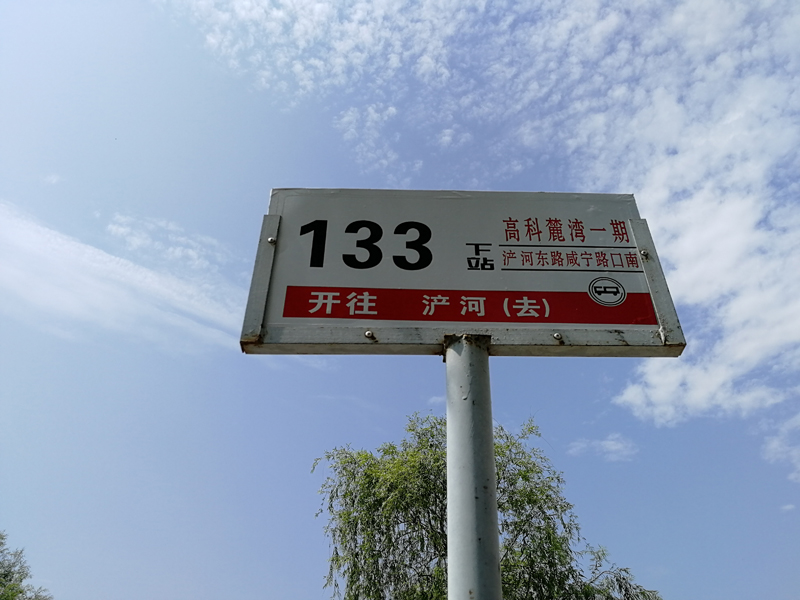 133
高科麓湾一期
下站
浐河东路咸宁路口南
开往 浐河(去)